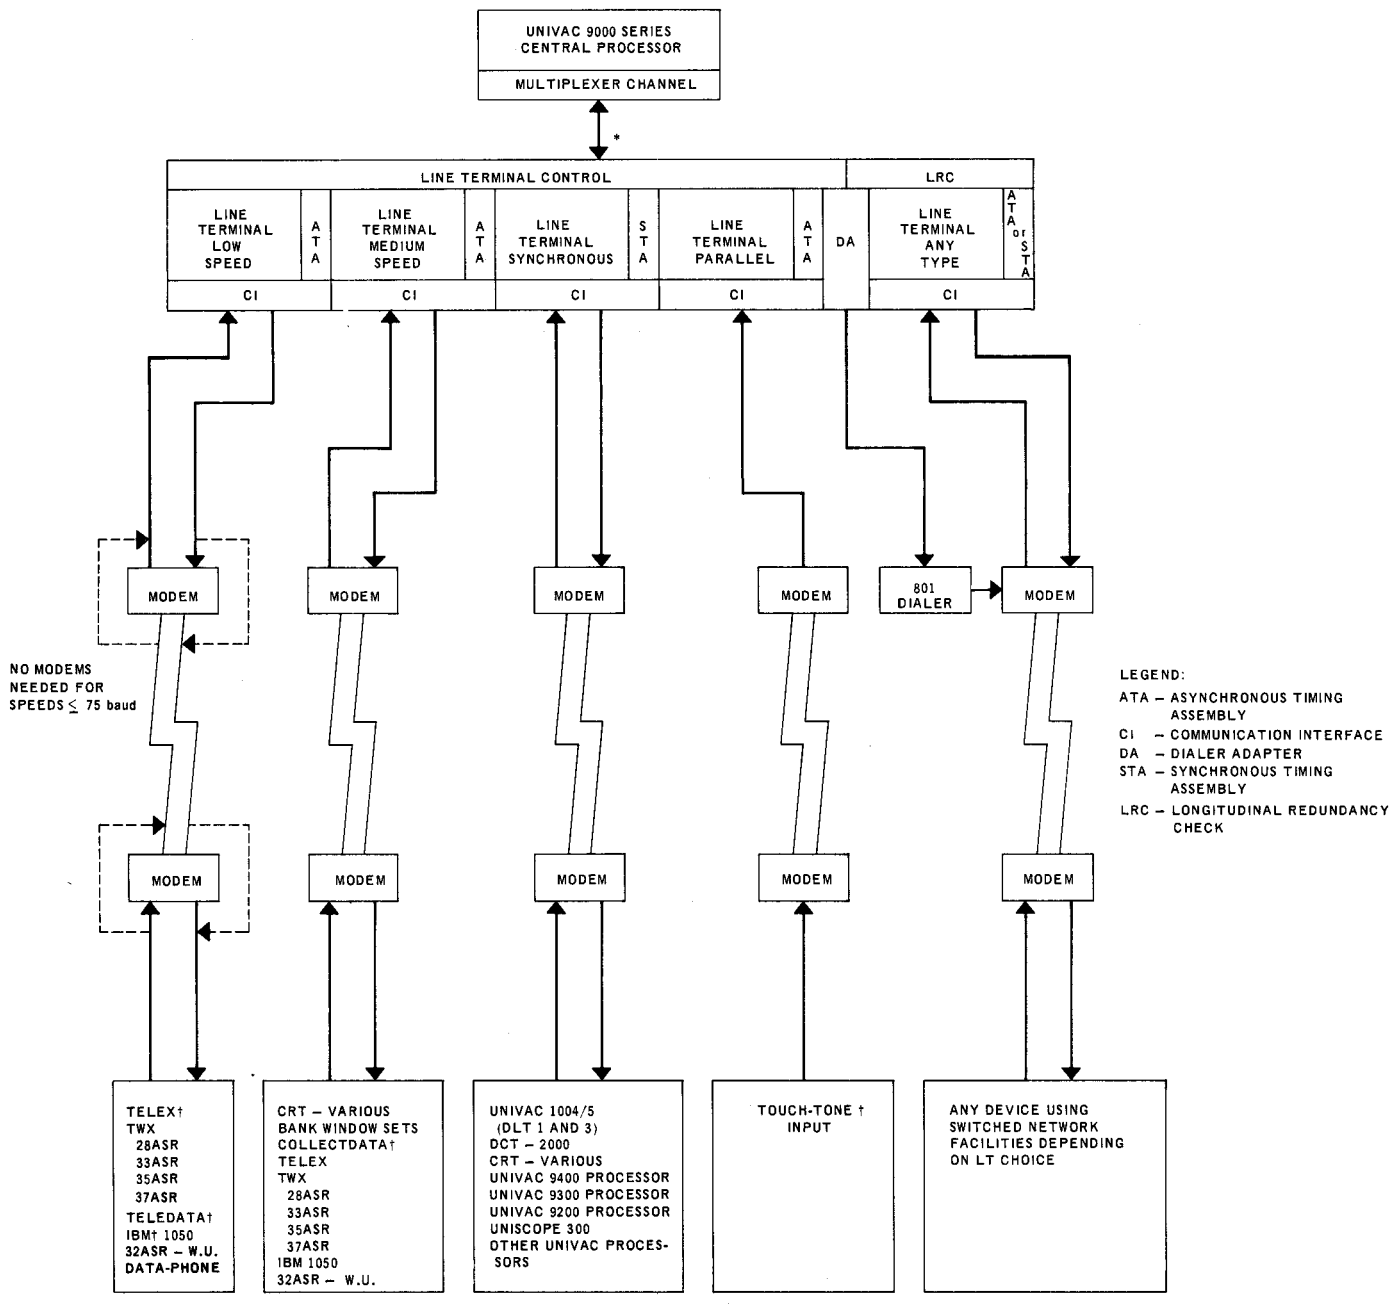 UNIVAC 9000 SERIES
CENTRAL PROCESSOR
MULTIPLEXER CHANNEL
*
LINE TERMINAL CONTROL
LRC
LINE
TERMINAL
LOW
SPEED
ATA
LINE
TERMINAL
MEDIUM
SPEED
ATA
LINE
TERMINAL
SYNCHRONOUS
STA
LINE
TERMINAL
PARALLEL
ATA
DA
LINE
TERMINAL
ANY
TYPE
ATA or STA
CI
CI
CI
CI
CI
MODEM
MODEM
MODEM
MODEM
801
DIALER
MODEM
NO MODEMS
NEEDED FOR
SPEEDS ≤ 75 baud
LEGEND:
ATA – ASYNCHRONOUS TIMING
ASSEMBLY
CI – COMMUNICATION INTERFACE
DA – DIALER ADAPTER
STA – SYNCHRONOUS TIMING
ASSEMBLY
LRC – LONGITUDINAL REDUNDANCY
CHECK
MODEM
MODEM
MODEM
MODEM
MODEM
TELEX†
TWX
28ASR
33ASR
35ASR
37ASR
TELEDATA†
IBM† 1050
32ASR – W.U.
DATA-PHONE
CRT – VARIOUS
BANK WINDOW SETS
COLLECTDATA†
TELEX
TWX
28ASR
33ASR
35ASR
37ASR
IBM 1050
32ASR – W.U.
UNIVAC 1004/5
(DLT 1 AND 3)
DCT – 2000
CRT – VARIOUS
UNIVAC 9400 PROCESSOR
UNIVAC 9300 PROCESSOR
UNIVAC 9200 PROCESSOR
UNISCOPE 300
OTHER UNIVAC PROCES-
SORS
TOUCH-TONE †
INPUT
ANY DEVICE USING
SWITCHED NETWORK
FACILITIES DEPENDING
ON LT CHOICE